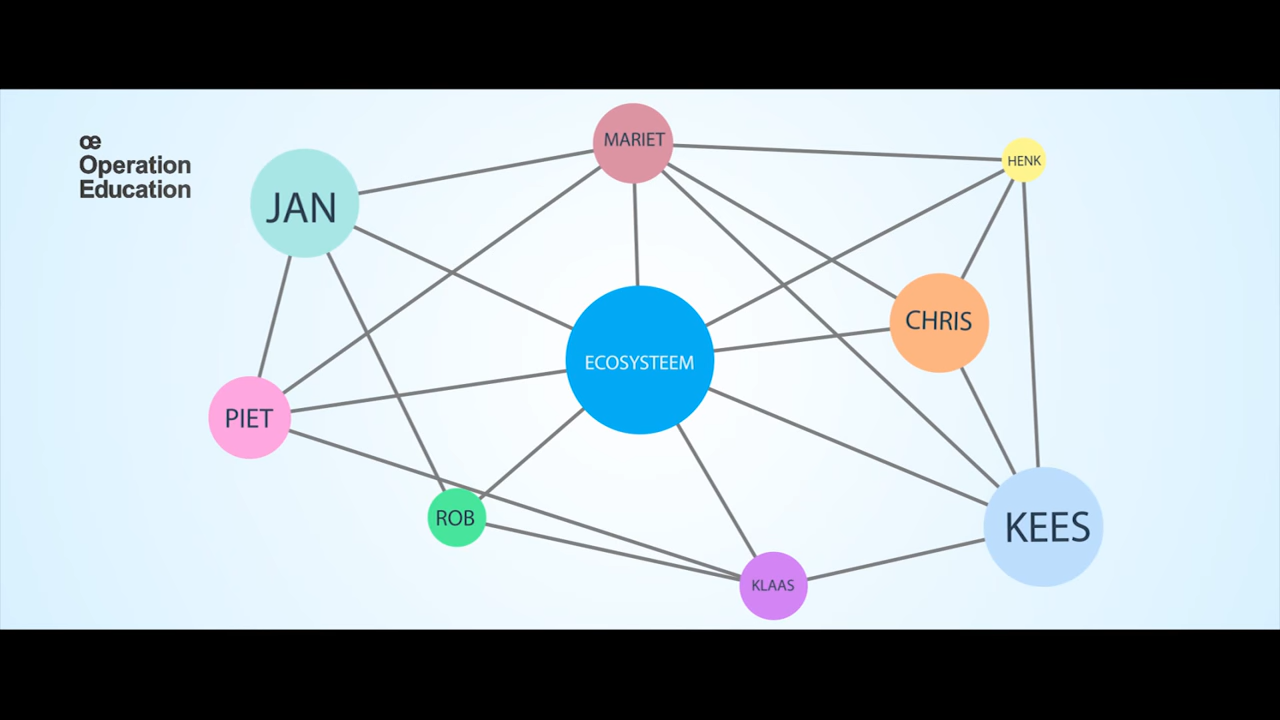 œ
Operation
Education
MARIET
HENK
JAN
CHRIS
ECOSYSTEEM
PIET
ROB
KEES
KLAAS